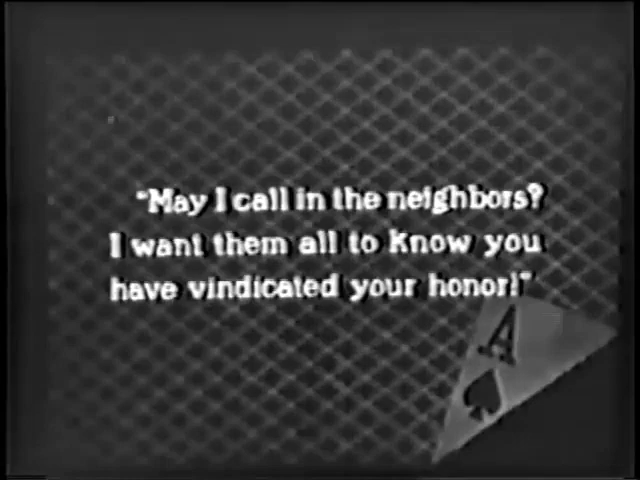 "May I call in the neighbors?
I want them all to know you
have vindicated your honor!"
A